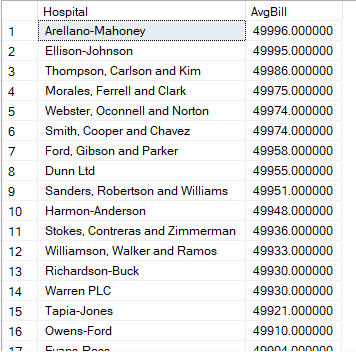 Hospital AvgBill
1 Arellano-Mahoney 49996.000000
2 Ellison-Johnson 49995.000000
3 Thompson, Carlson and Kim 49986.000000
4 Morales, Ferrell and Clark 49975.000000
5 Webster, Oconnell and Norton 49974.000000
6 Smith, Cooper and Chavez 49974.000000
7 Ford, Gibson and Parker 49958.000000
8 Dunn Ltd 49955.000000
9 Sanders, Robertson and Williams 49951.000000
10 Harmon-Anderson 49948.000000
11 Stokes, Contreras and Zimmerman 49936.000000
12 Williamson, Walker and Ramos 49933.000000
13 Richardson-Buck 49930.000000
14 Warren PLC 49930.000000
15 Tapia-Jones 49921.000000
16 Owens-Ford 49910.000000
17 Evans-Ross 49904.000000